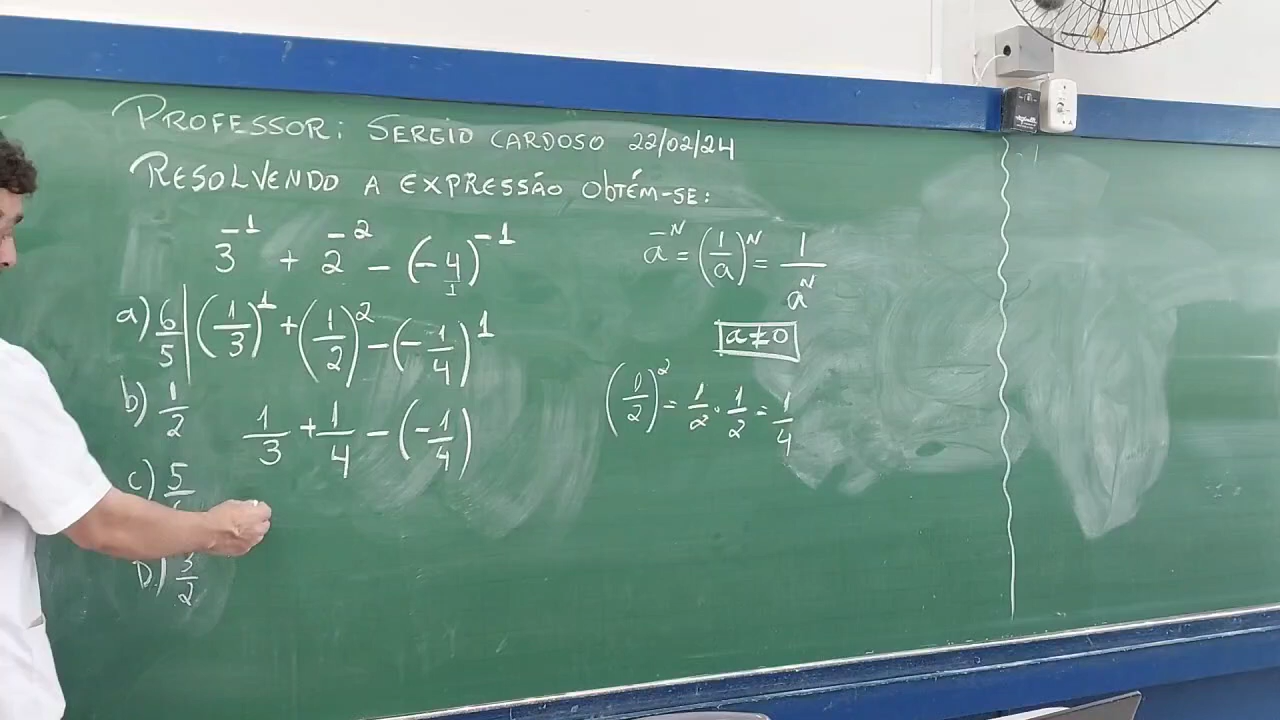 PROFESSOR: SERGIO CARDOSO 22/02/24
RESOLVENDO A EXPRESSÃO ObTÉM-SE:
3⁻¹ + 2⁻² - (-4/1)⁻¹
a⁻ᴺ = (1/a)ᴺ = 1/aᴺ
a ≠ 0
a) 6/5
(1/3)¹ + (1/2)² - (-1/4)¹
b) 1/2
1/3 + 1/4 - (-1/4)
(1/2)² = 1/2 · 1/2 = 1/4
c) 5
D) 3/2